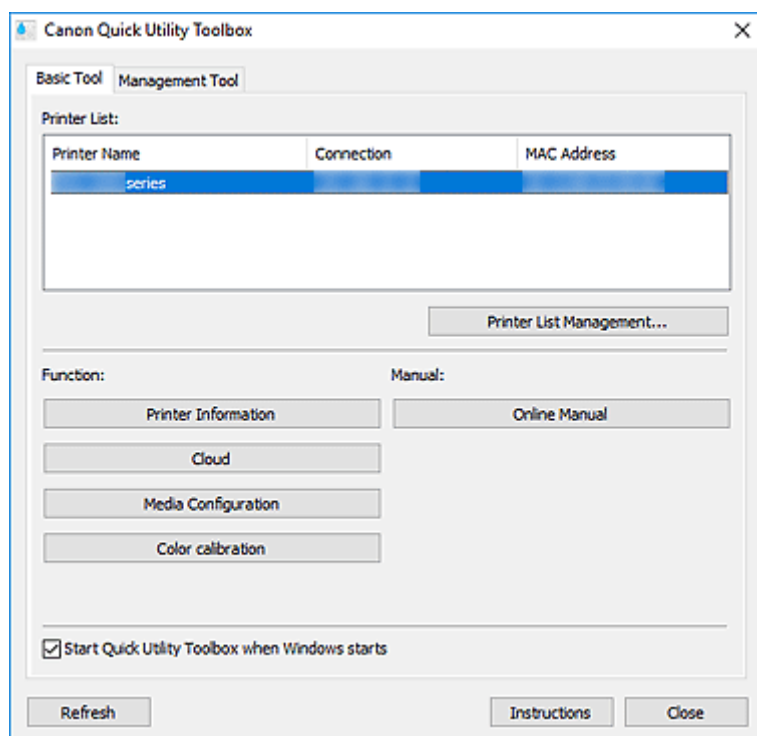 Canon Quick Utility Toolbox
Basic Tool Management Tool
Printer List:
Printer Name Connection MAC Address
series
Printer List Management...
Function: Manual:
Printer Information Online Manual
Cloud
Media Configuration
Color calibration
Start Quick Utility Toolbox when Windows starts
Refresh Instructions Close